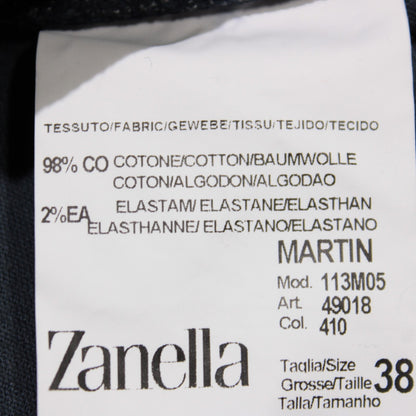 TESSUTO/FABRIC/GEWEBE/TISSU/TEJIDO/TECIDO
98% CO COTONE/COTTON/BAUMWOLLE
COTON/ALGODON/ALGODAO
2%EA ELASTAM/ ELASTANE/ELASTHAN
ELASTHANNE/ ELASTANO/ELASTANO
MARTIN
Mod. 113M05
Art. 49018
Col. 410
Zanella
Taglia/Size
Grosse/Taille 38
Talla/Tamanho